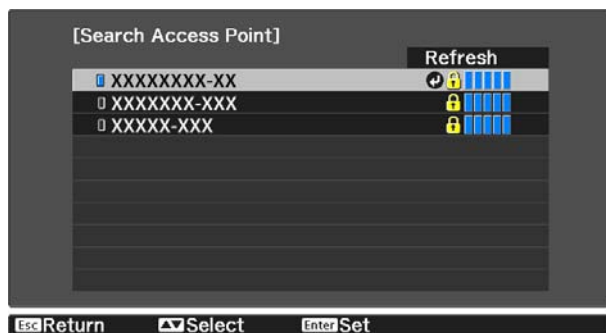 [Search Access Point]
Refresh
XXXXXXXX-XX
XXXXXXX-XXX
XXXXX-XXX
Esc Return Select Enter Set